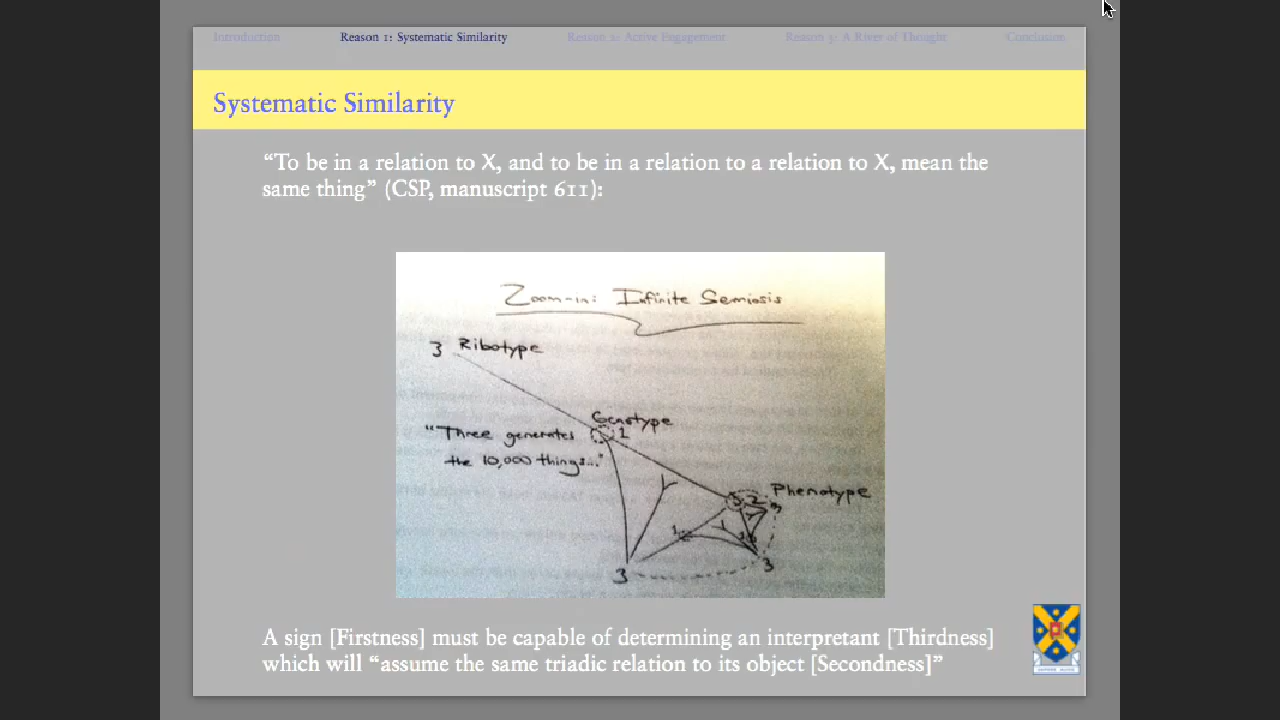 Introduction Reason 1: Systematic Similarity Reason 2: Active Engagement Reason 3: A River of Thought Conclusion
Systematic Similarity
“To be in a relation to X, and to be in a relation to a relation to X, mean the
same thing” (CSP, manuscript 611):
Zoom-in: Infinite Semiosis
3 Ribotype
Genotype
1
“Three generates
the 10,000 things...”
Phenotype
2
3
1
3
3
A sign [Firstness] must be capable of determining an interpretant [Thirdness]
which will “assume the same triadic relation to its object [Secondness]”